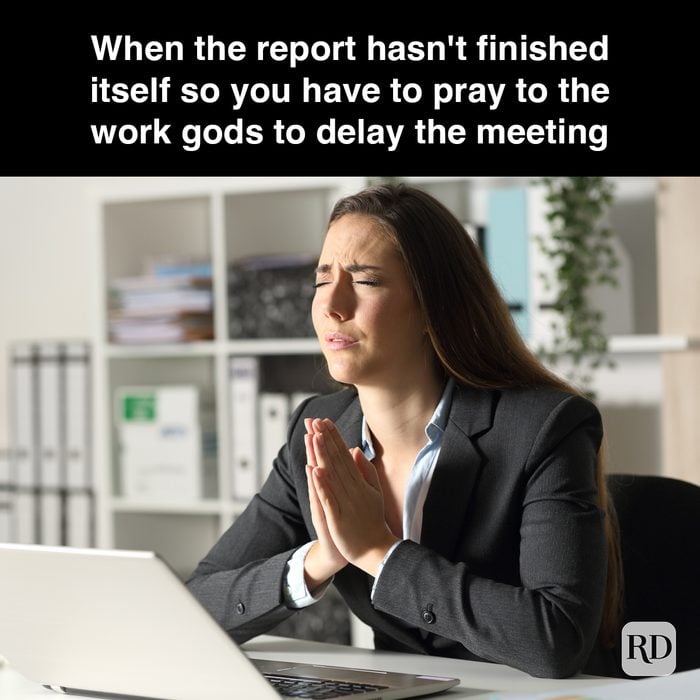 When the report hasn't finished
itself so you have to pray to the
work gods to delay the meeting
RD